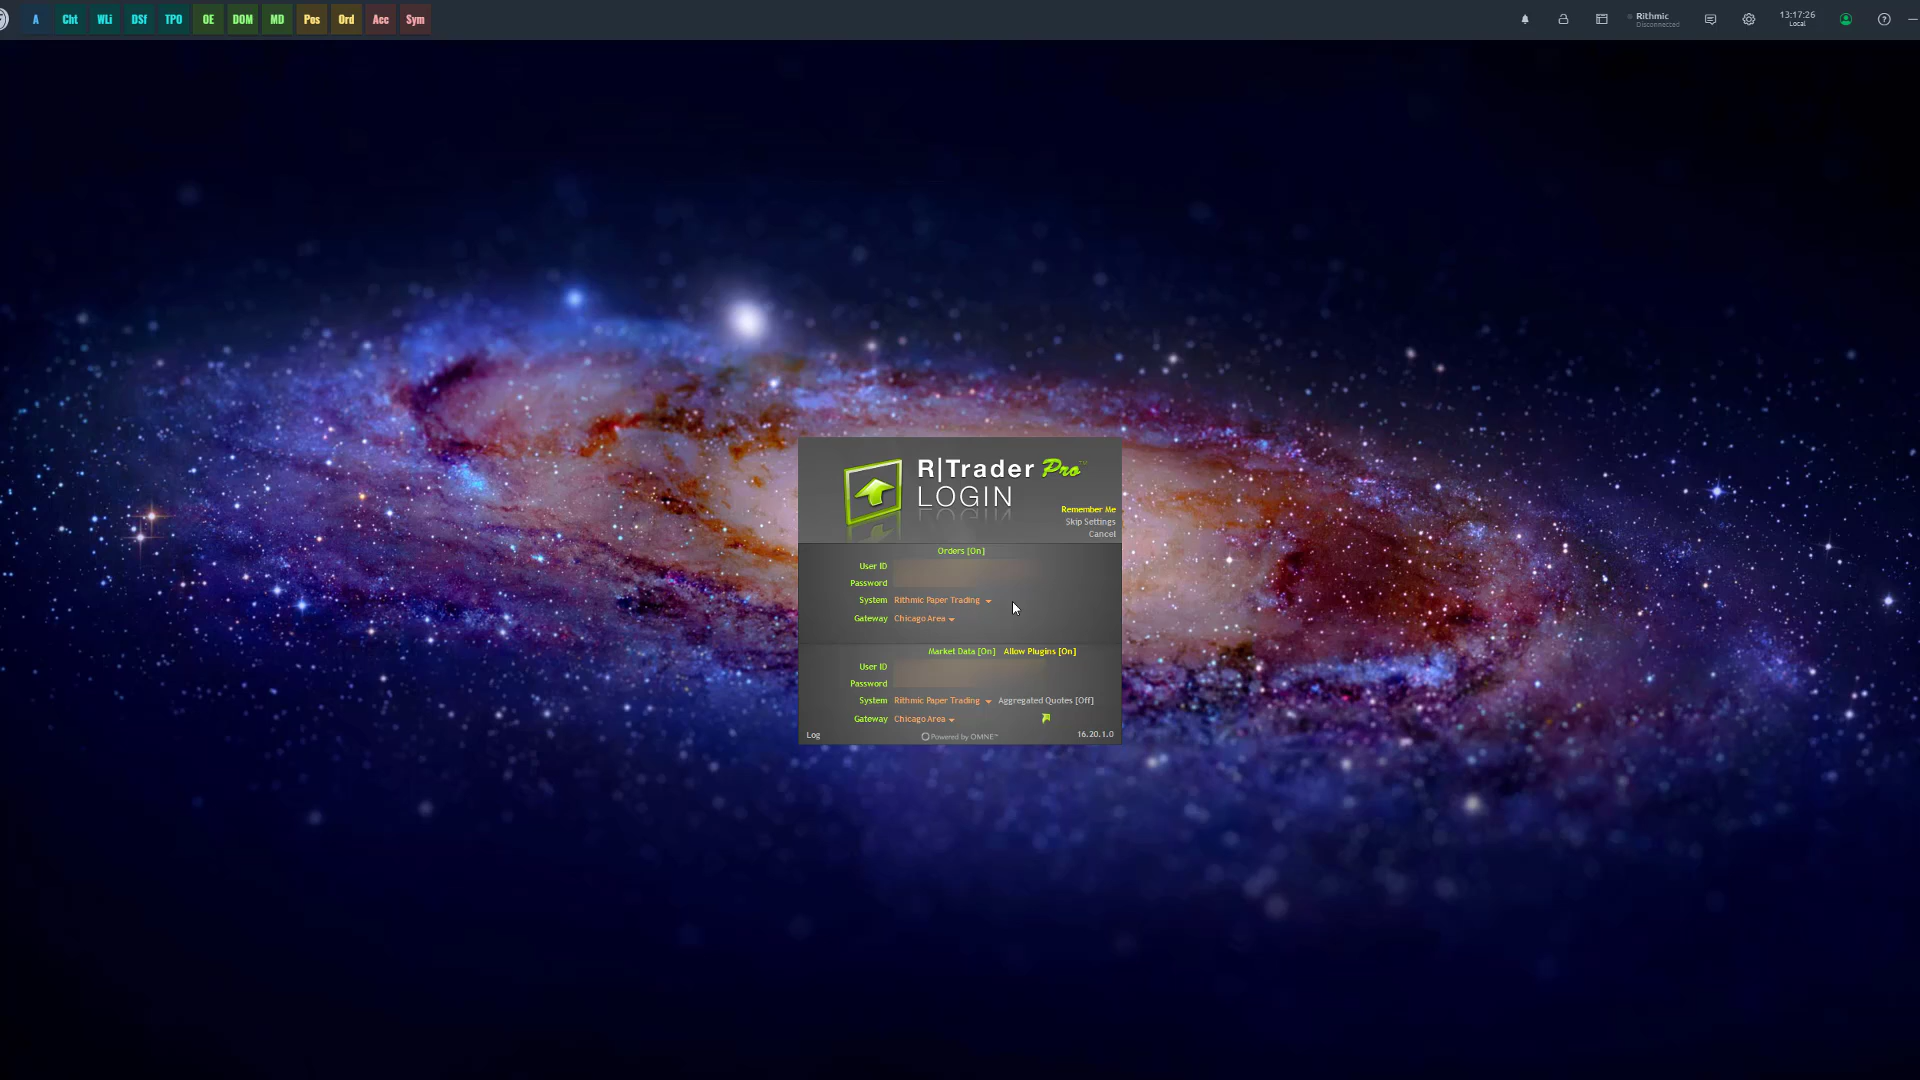 A Cht WLi DSf TPO OE DOM MD Pos Ord Acc Sym
Rithmic
Disconnected
13:17:26
Local
R|Trader Pro™
LOGIN
Remember Me
Skip Settings
Cancel
Orders [On]
User ID
Password
System Rithmic Paper Trading
Gateway Chicago Area
Market Data [On] Allow Plugins [On]
User ID
Password
System Rithmic Paper Trading Aggregated Quotes [Off]
Gateway Chicago Area
Log Powered by OMNE™ 16.20.1.0